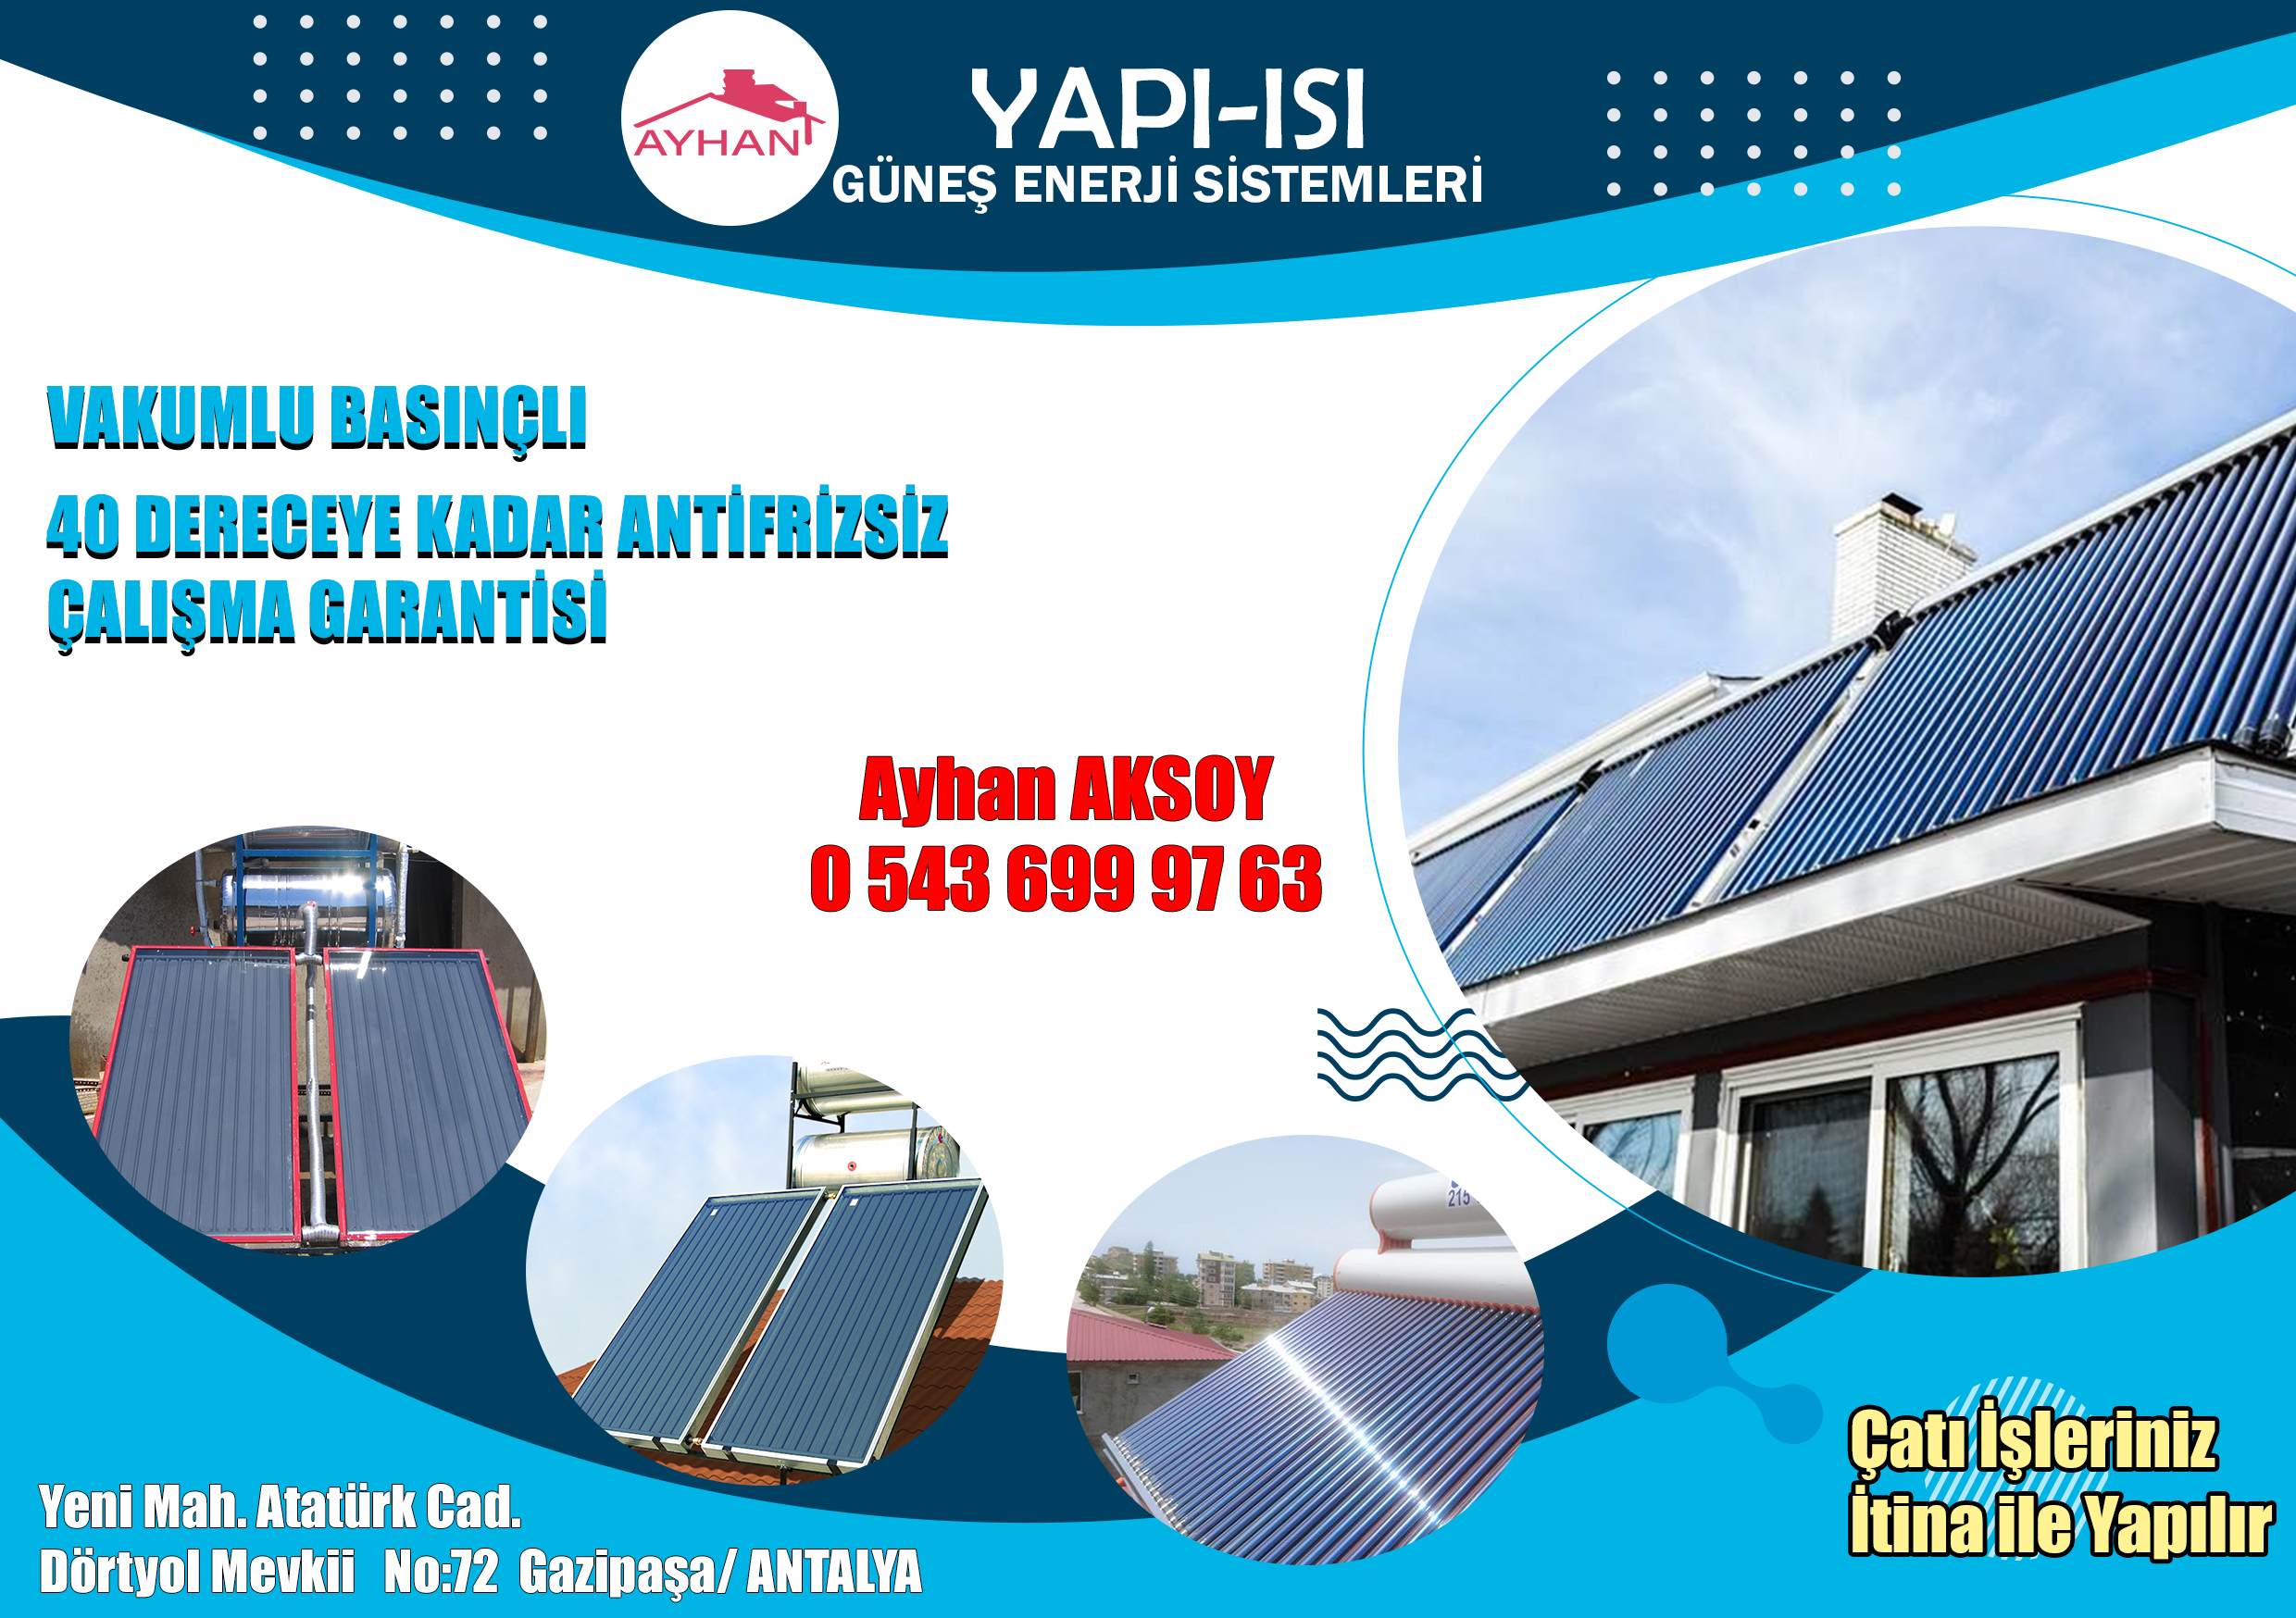 AYHAN
YAPI-ISI
GÜNEŞ ENERJİ SİSTEMLERİ
VAKUMLU BASINÇLI
40 DERECEYE KADAR ANTİFRİZSİZ
ÇALIŞMA GARANTİSİ
Ayhan AKSOY
0 543 699 97 63
215
Çatı İşleriniz
İtina ile Yapılır
Yeni Mah. Atatürk Cad.
Dörtyol Mevkii No:72 Gazipaşa/ ANTALYA